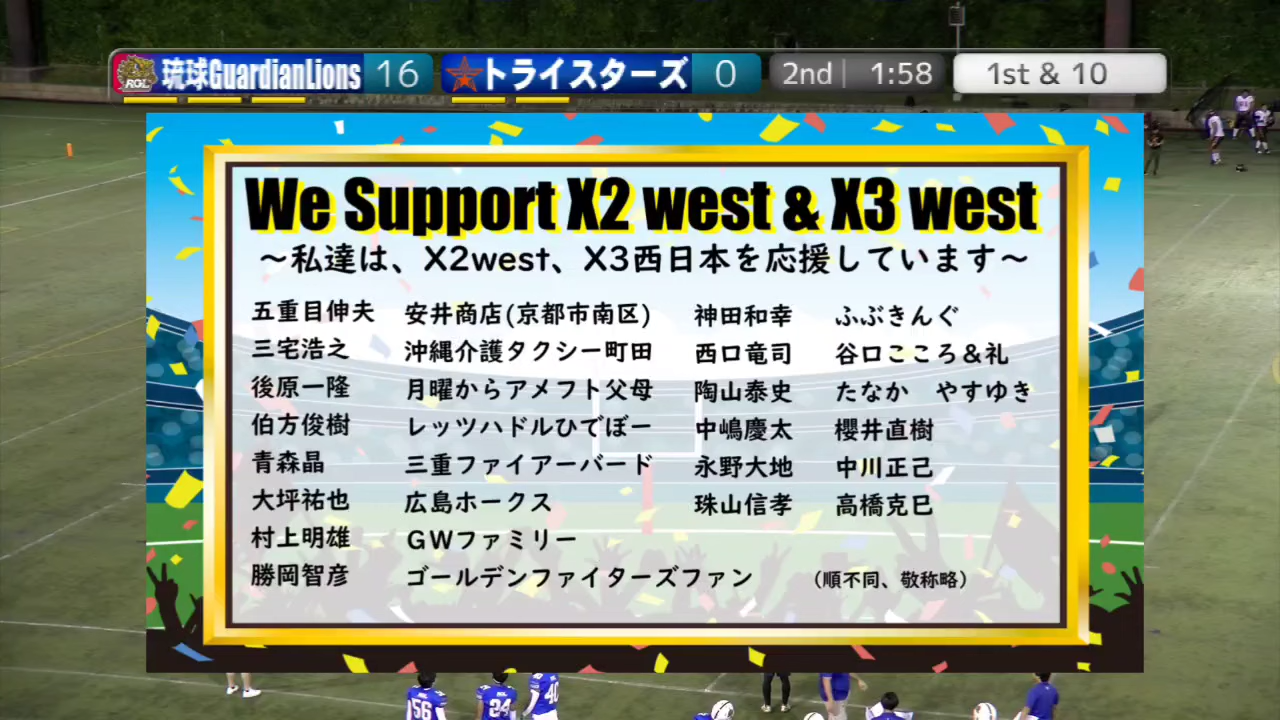 RGL 琉球GuardianLions 16 トライスターズ 0 2nd 1:58 1st & 10
We Support X2 west & X3 west
～私達は、X2west、X3西日本を応援しています～
五重目伸夫 安井商店(京都市南区) 神田和幸 ふぶきんぐ
三宅浩之 沖縄介護タクシー町田 西口竜司 谷口こころ＆礼
後原一隆 月曜からアメフト父母 陶山泰史 たなか やすゆき
伯方俊樹 レッツハドルひでぼー 中嶋慶太 櫻井直樹
青森晶 三重ファイアーバード 永野大地 中川正己
大坪祐也 広島ホークス 珠山信孝 高橋克巳
村上明雄 GWファミリー
勝岡智彦 ゴールデンファイターズファン （順不同、敬称略）
56 24 40